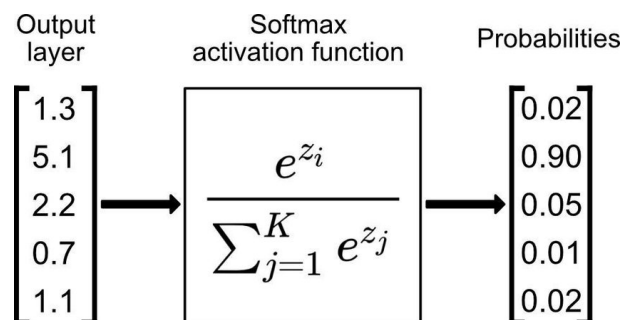 Output
layer
Softmax
activation function
Probabilities
1.3
5.1
2.2
0.7
1.1
e^{z_i}
∑_{j=1}^{K} e^{z_j}
0.02
0.90
0.05
0.01
0.02